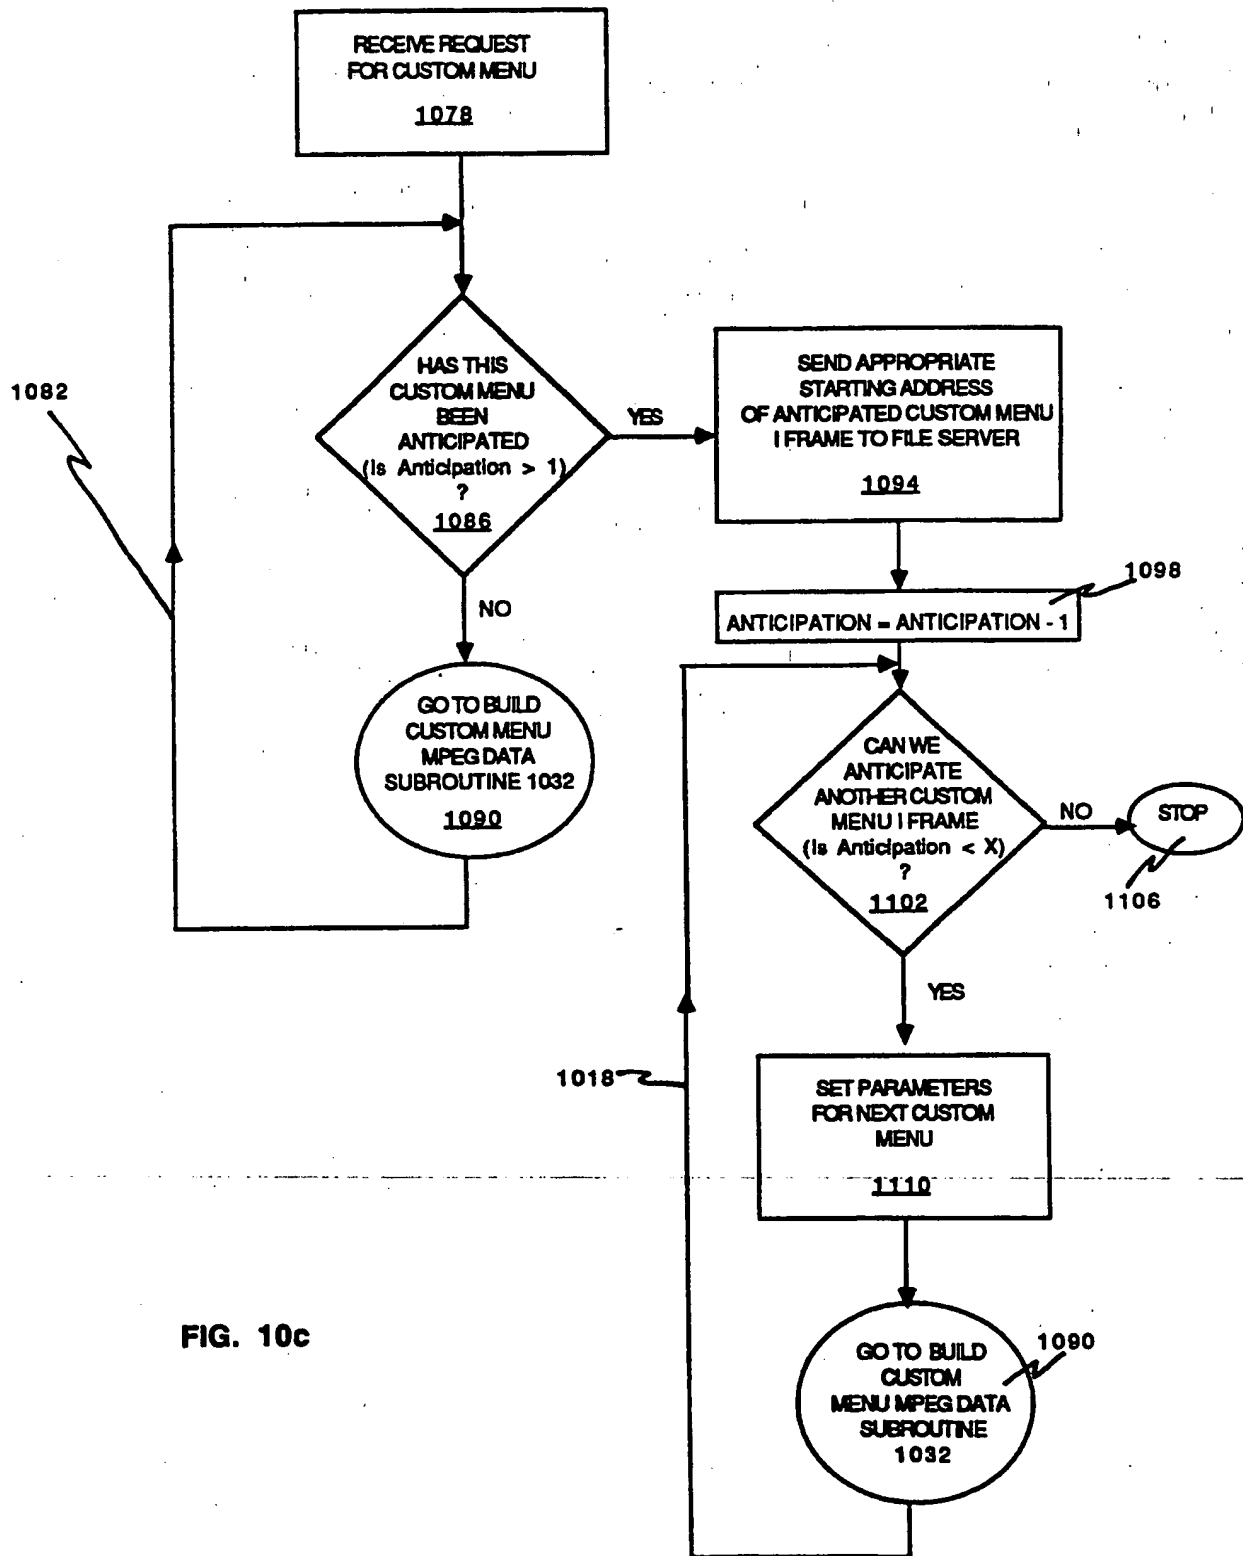 RECEIVE REQUEST
FOR CUSTOM MENU
1078
1082
HAS THIS
CUSTOM MENU
BEEN
ANTICIPATED
(Is Anticipation > 1)
?
1086
YES
NO
SEND APPROPRIATE
STARTING ADDRESS
OF ANTICIPATED CUSTOM MENU
I FRAME TO FILE SERVER
1094
1098
ANTICIPATION = ANTICIPATION - 1
GO TO BUILD
CUSTOM MENU
MPEG DATA
SUBROUTINE 1032
1090
CAN WE
ANTICIPATE
ANOTHER CUSTOM
MENU I FRAME
(Is Anticipation < X)
?
1102
NO
STOP
1106
YES
1018
SET PARAMETERS
FOR NEXT CUSTOM
MENU
1110
GO TO BUILD
CUSTOM
MENU MPEG DATA
SUBROUTINE
1032
1090
FIG. 10c